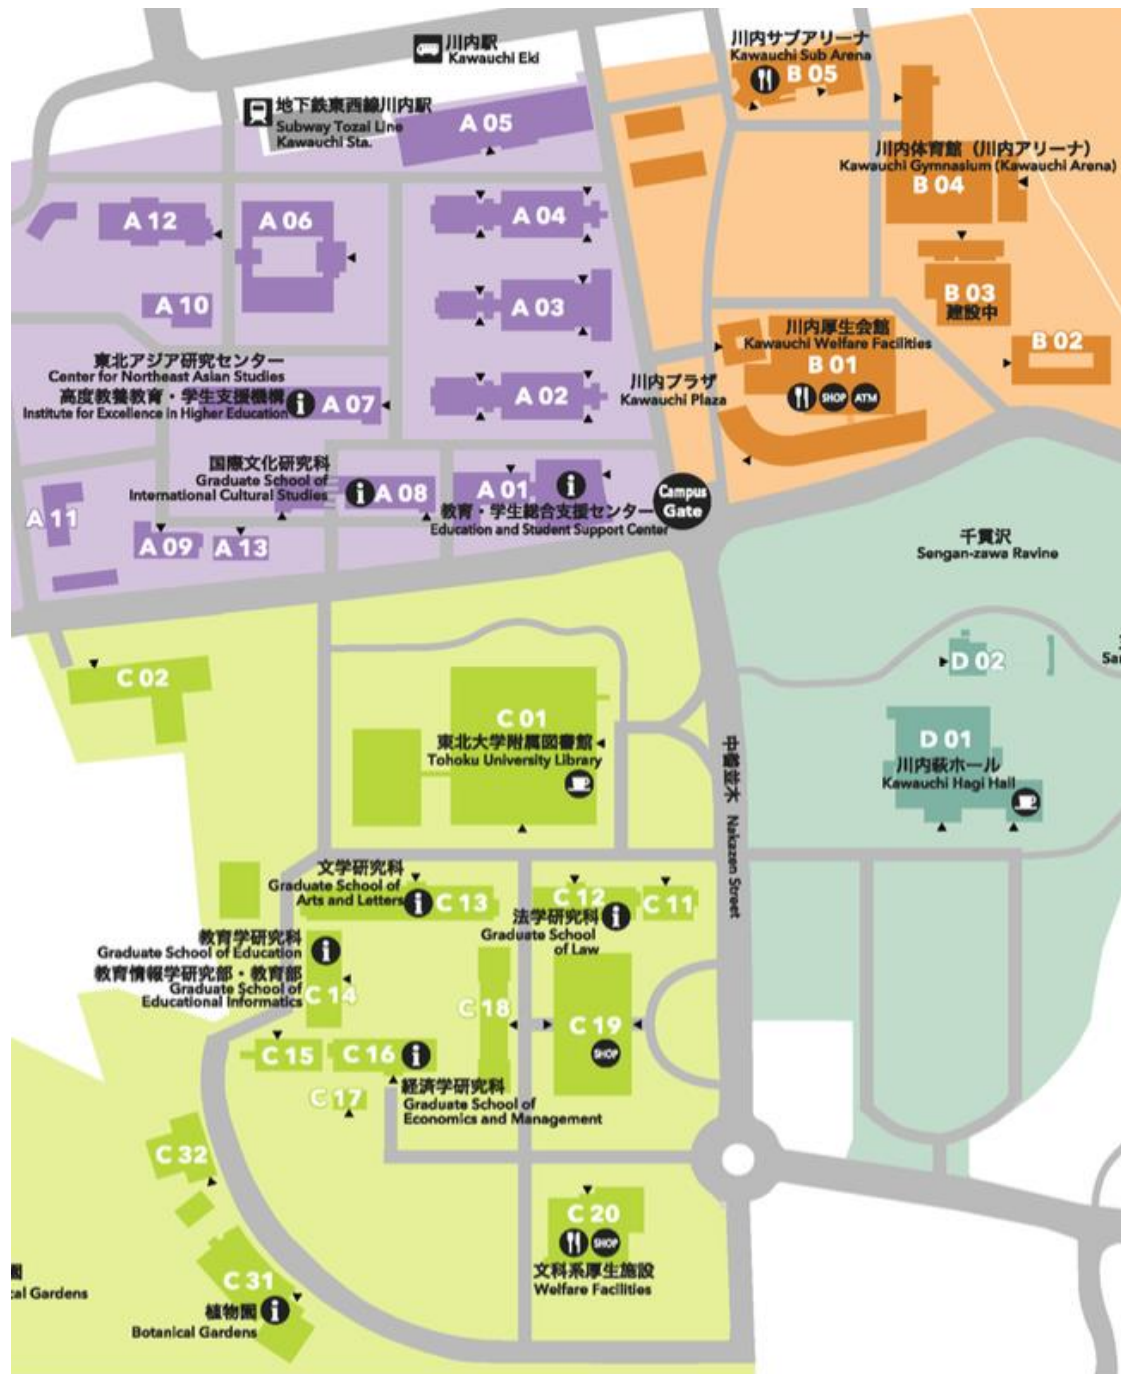 川内駅
Kawauchi Eki
川内サブアリーナ
Kawauchi Sub Arena
B 05
地下鉄東西線川内駅
Subway Tozai Line
Kawauchi Sta.
A 05
川内体育館（川内アリーナ）
Kawauchi Gymnasium (Kawauchi Arena)
B 04
A 12
A 06
A 04
A 10
A 03
B 03
建設中
川内厚生会館
Kawauchi Welfare Facilities
B 01
SHOP
ATM
B 02
東北アジア研究センター
Center for Northeast Asian Studies
高度教養教育・学生支援機構
Institute for Excellence in Higher Education
i
A 07
A 02
川内プラザ
Kawauchi Plaza
国際文化研究科
Graduate School of
International Cultural Studies
i
A 08
A 01
i
教育・学生総合支援センター
Education and Student Support Center
Campus
Gate
A 11
A 09
A 13
千貫沢
Sengan-zawa Ravine
C 02
D 02
C 01
東北大学附属図書館
Tohoku University Library
中善並木 Nakazen Street
D 01
川内萩ホール
Kawauchi Hagi Hall
文学研究科
Graduate School of
Arts and Letters
i
C 13
C 12
i
C 11
法学研究科
Graduate School
of Law
教育学研究科
Graduate School of Education
i
教育情報学研究部・教育部
Graduate School of
Educational Informatics
C 14
C 18
C 19
SHOP
C 15
C 16
i
経済学研究科
Graduate School of
Economics and Management
C 17
C 32
C 20
SHOP
文科系厚生施設
Welfare Facilities
C 31
植物園
i
Botanical Gardens
園
al Gardens
Sa